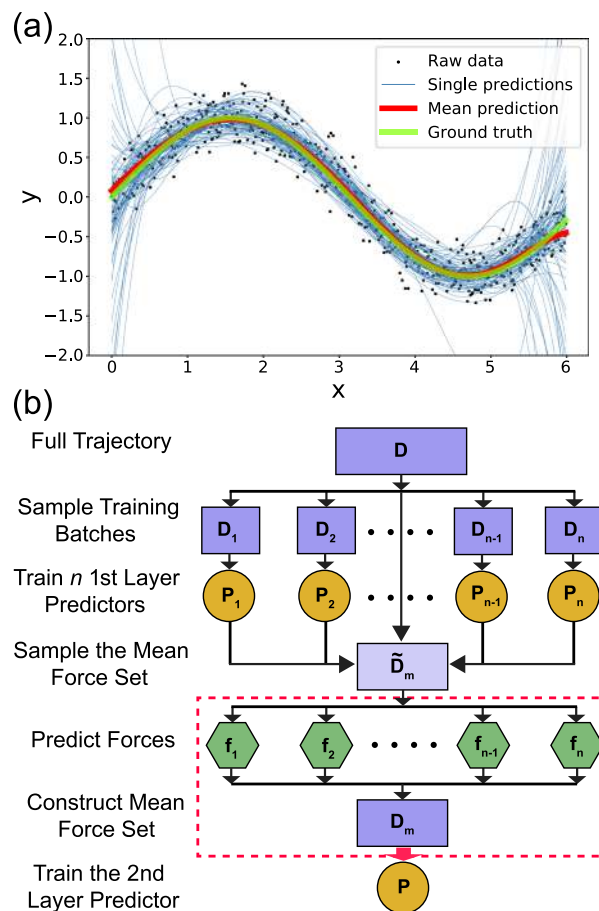 (a)
2.0
1.5
1.0
0.5
0.0
−0.5
−1.0
−1.5
−2.0
y
Raw data
Single predictions
Mean prediction
Ground truth
0 1 2 3 4 5 6
x
(b)
Full Trajectory
D
Sample Training
Batches
D1 D2 Dn-1 Dn
Train n 1st Layer
Predictors
P1 P2 Pn-1 Pn
Sample the Mean
Force Set
D̃m
Predict Forces
f1 f2 fn-1 fn
Construct Mean
Force Set
Dm
Train the 2nd
Layer Predictor
P